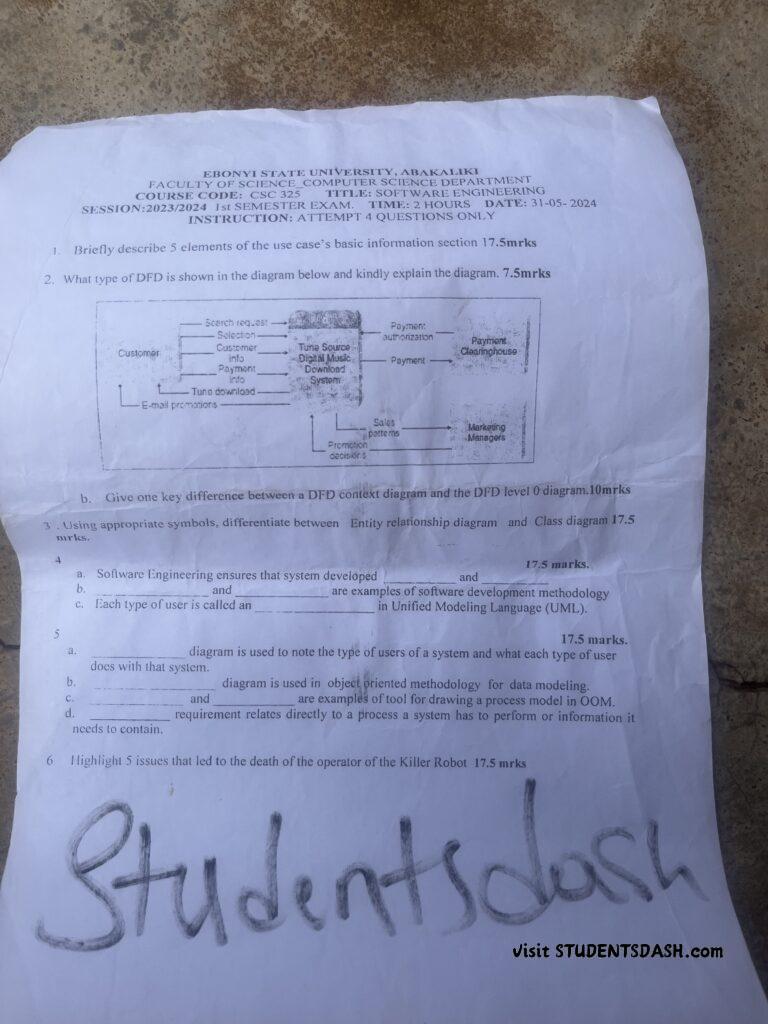 EBONYI STATE UNIVERSITY, ABAKALIKI
FACULTY OF SCIENCE COMPUTER SCIENCE DEPARTMENT
COURSE CODE: CSC 325 TITLE: SOFTWARE ENGINEERING
SESSION:2023/2024 1st SEMESTER EXAM. TIME: 2 HOURS DATE: 31-05- 2024
INSTRUCTION: ATTEMPT 4 QUESTIONS ONLY
1. Briefly describe 5 elements of the use case's basic information section 17.5mrks
2. What type of DFD is shown in the diagram below and kindly explain the diagram. 7.5mrks
Customer
Search request
Selection
Customer
info
Payment
info
Tune download
E-mail promotions
Tune Source
Digital Music
Download
System
Payment
authorization
Payment
Payment
Clearinghouse
Sales
patterns
Promotion
decisions
Marketing
Managers
b. Give one key difference between a DFD context diagram and the DFD level 0 diagram.10mrks
3 . Using appropriate symbols, differentiate between Entity relationship diagram and Class diagram 17.5
mrks.
4 17.5 marks.
a. Software Engineering ensures that system developed ____________ and ____________
b. ____________ and ____________ are examples of software development methodology
c. Each type of user is called an ____________ in Unified Modeling Language (UML).
5 17.5 marks.
a. ____________ diagram is used to note the type of users of a system and what each type of user
does with that system.
b. ____________ diagram is used in object oriented methodology for data modeling.
c. ____________ and ____________ are examples of tool for drawing a process model in OOM.
d. ____________ requirement relates directly to a process a system has to perform or information it
needs to contain.
6 Highlight 5 issues that led to the death of the operator of the Killer Robot 17.5 mrks
Studentsdash
visit STUDENTSDASH.com